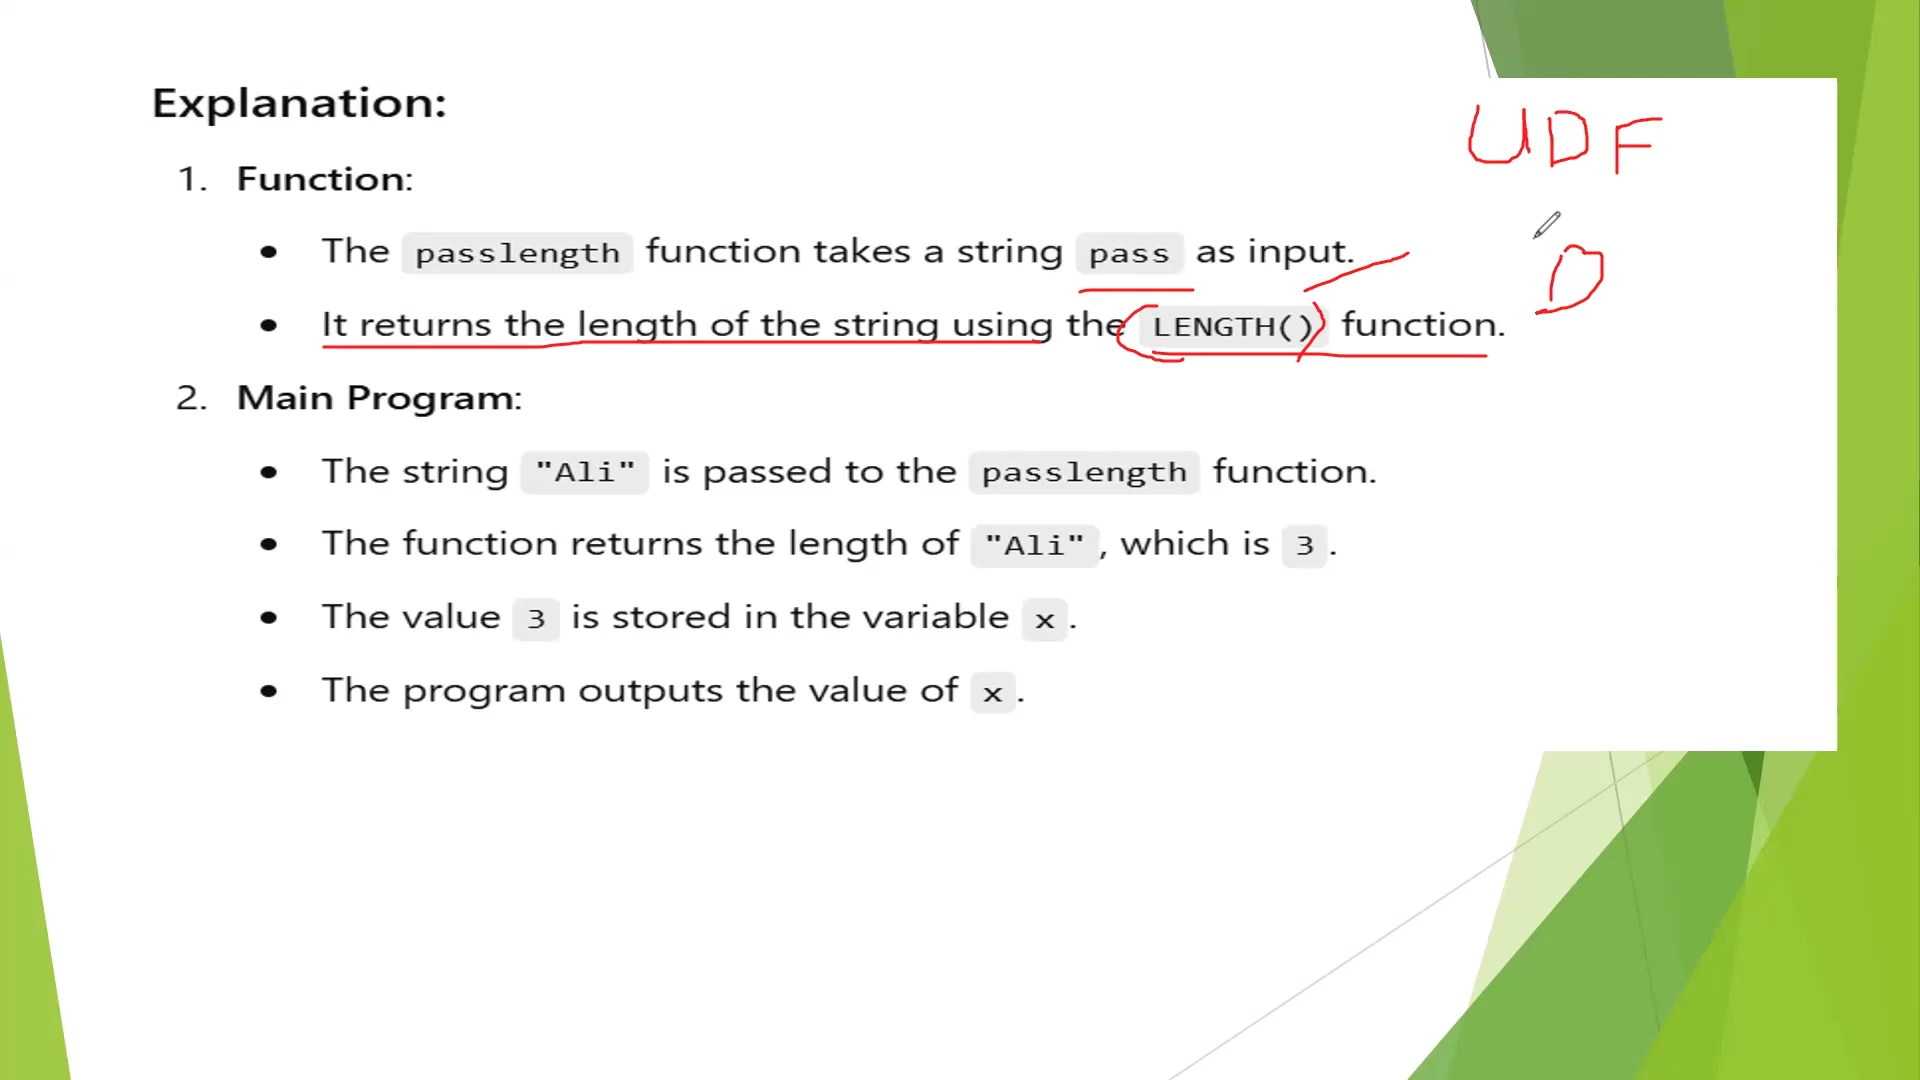 Explanation:
UDF
1. Function:
• The passlength function takes a string pass as input.
D
• It returns the length of the string using the LENGTH() function.
2. Main Program:
• The string "Ali" is passed to the passlength function.
• The function returns the length of "Ali", which is 3.
• The value 3 is stored in the variable x.
• The program outputs the value of x.